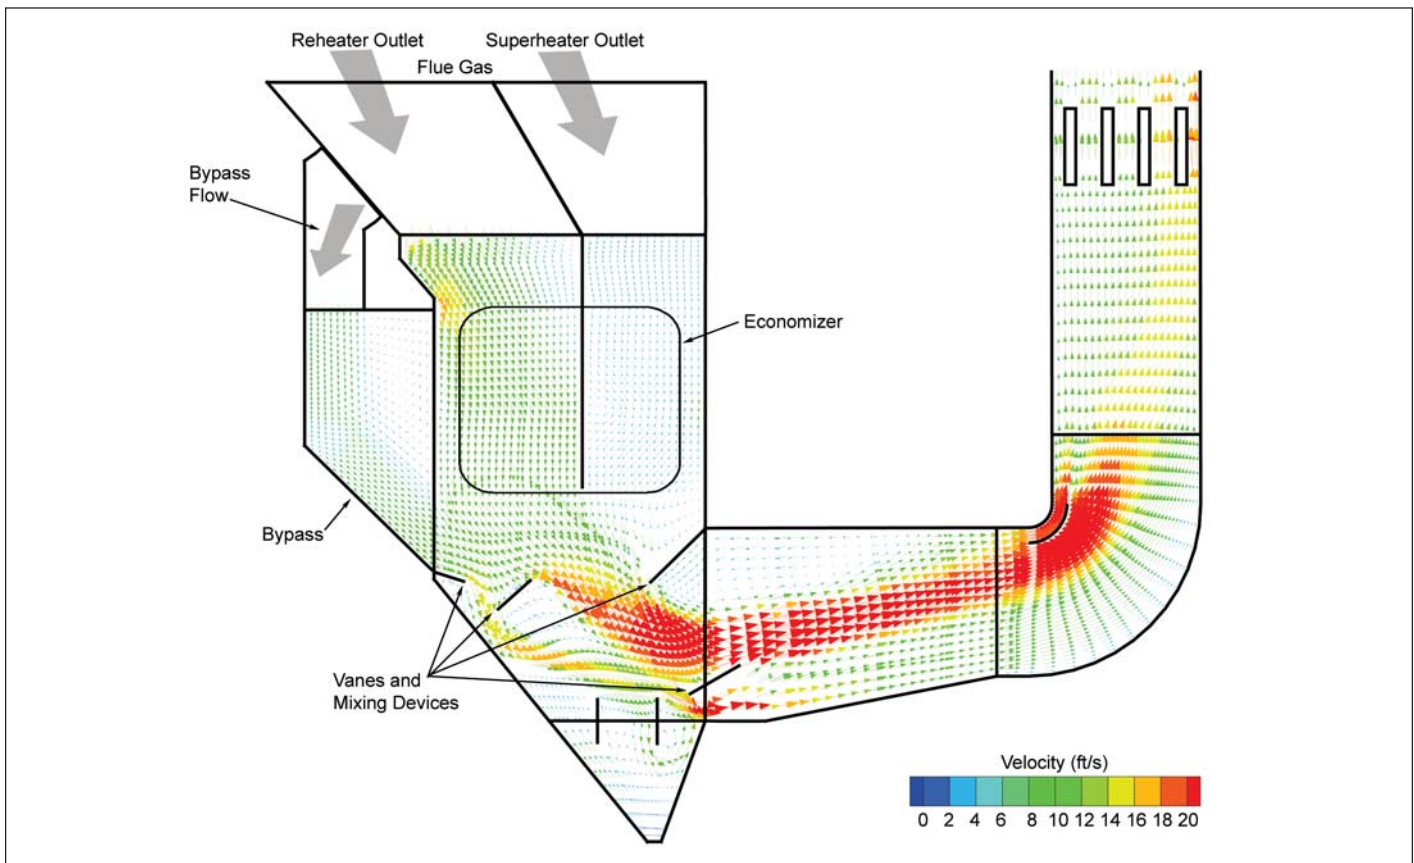 Reheater Outlet
Superheater Outlet
Flue Gas
Bypass
Flow
Economizer
Bypass
Vanes and
Mixing Devices
Velocity (ft/s)
0 2 4 6 8 10 12 14 16 18 20